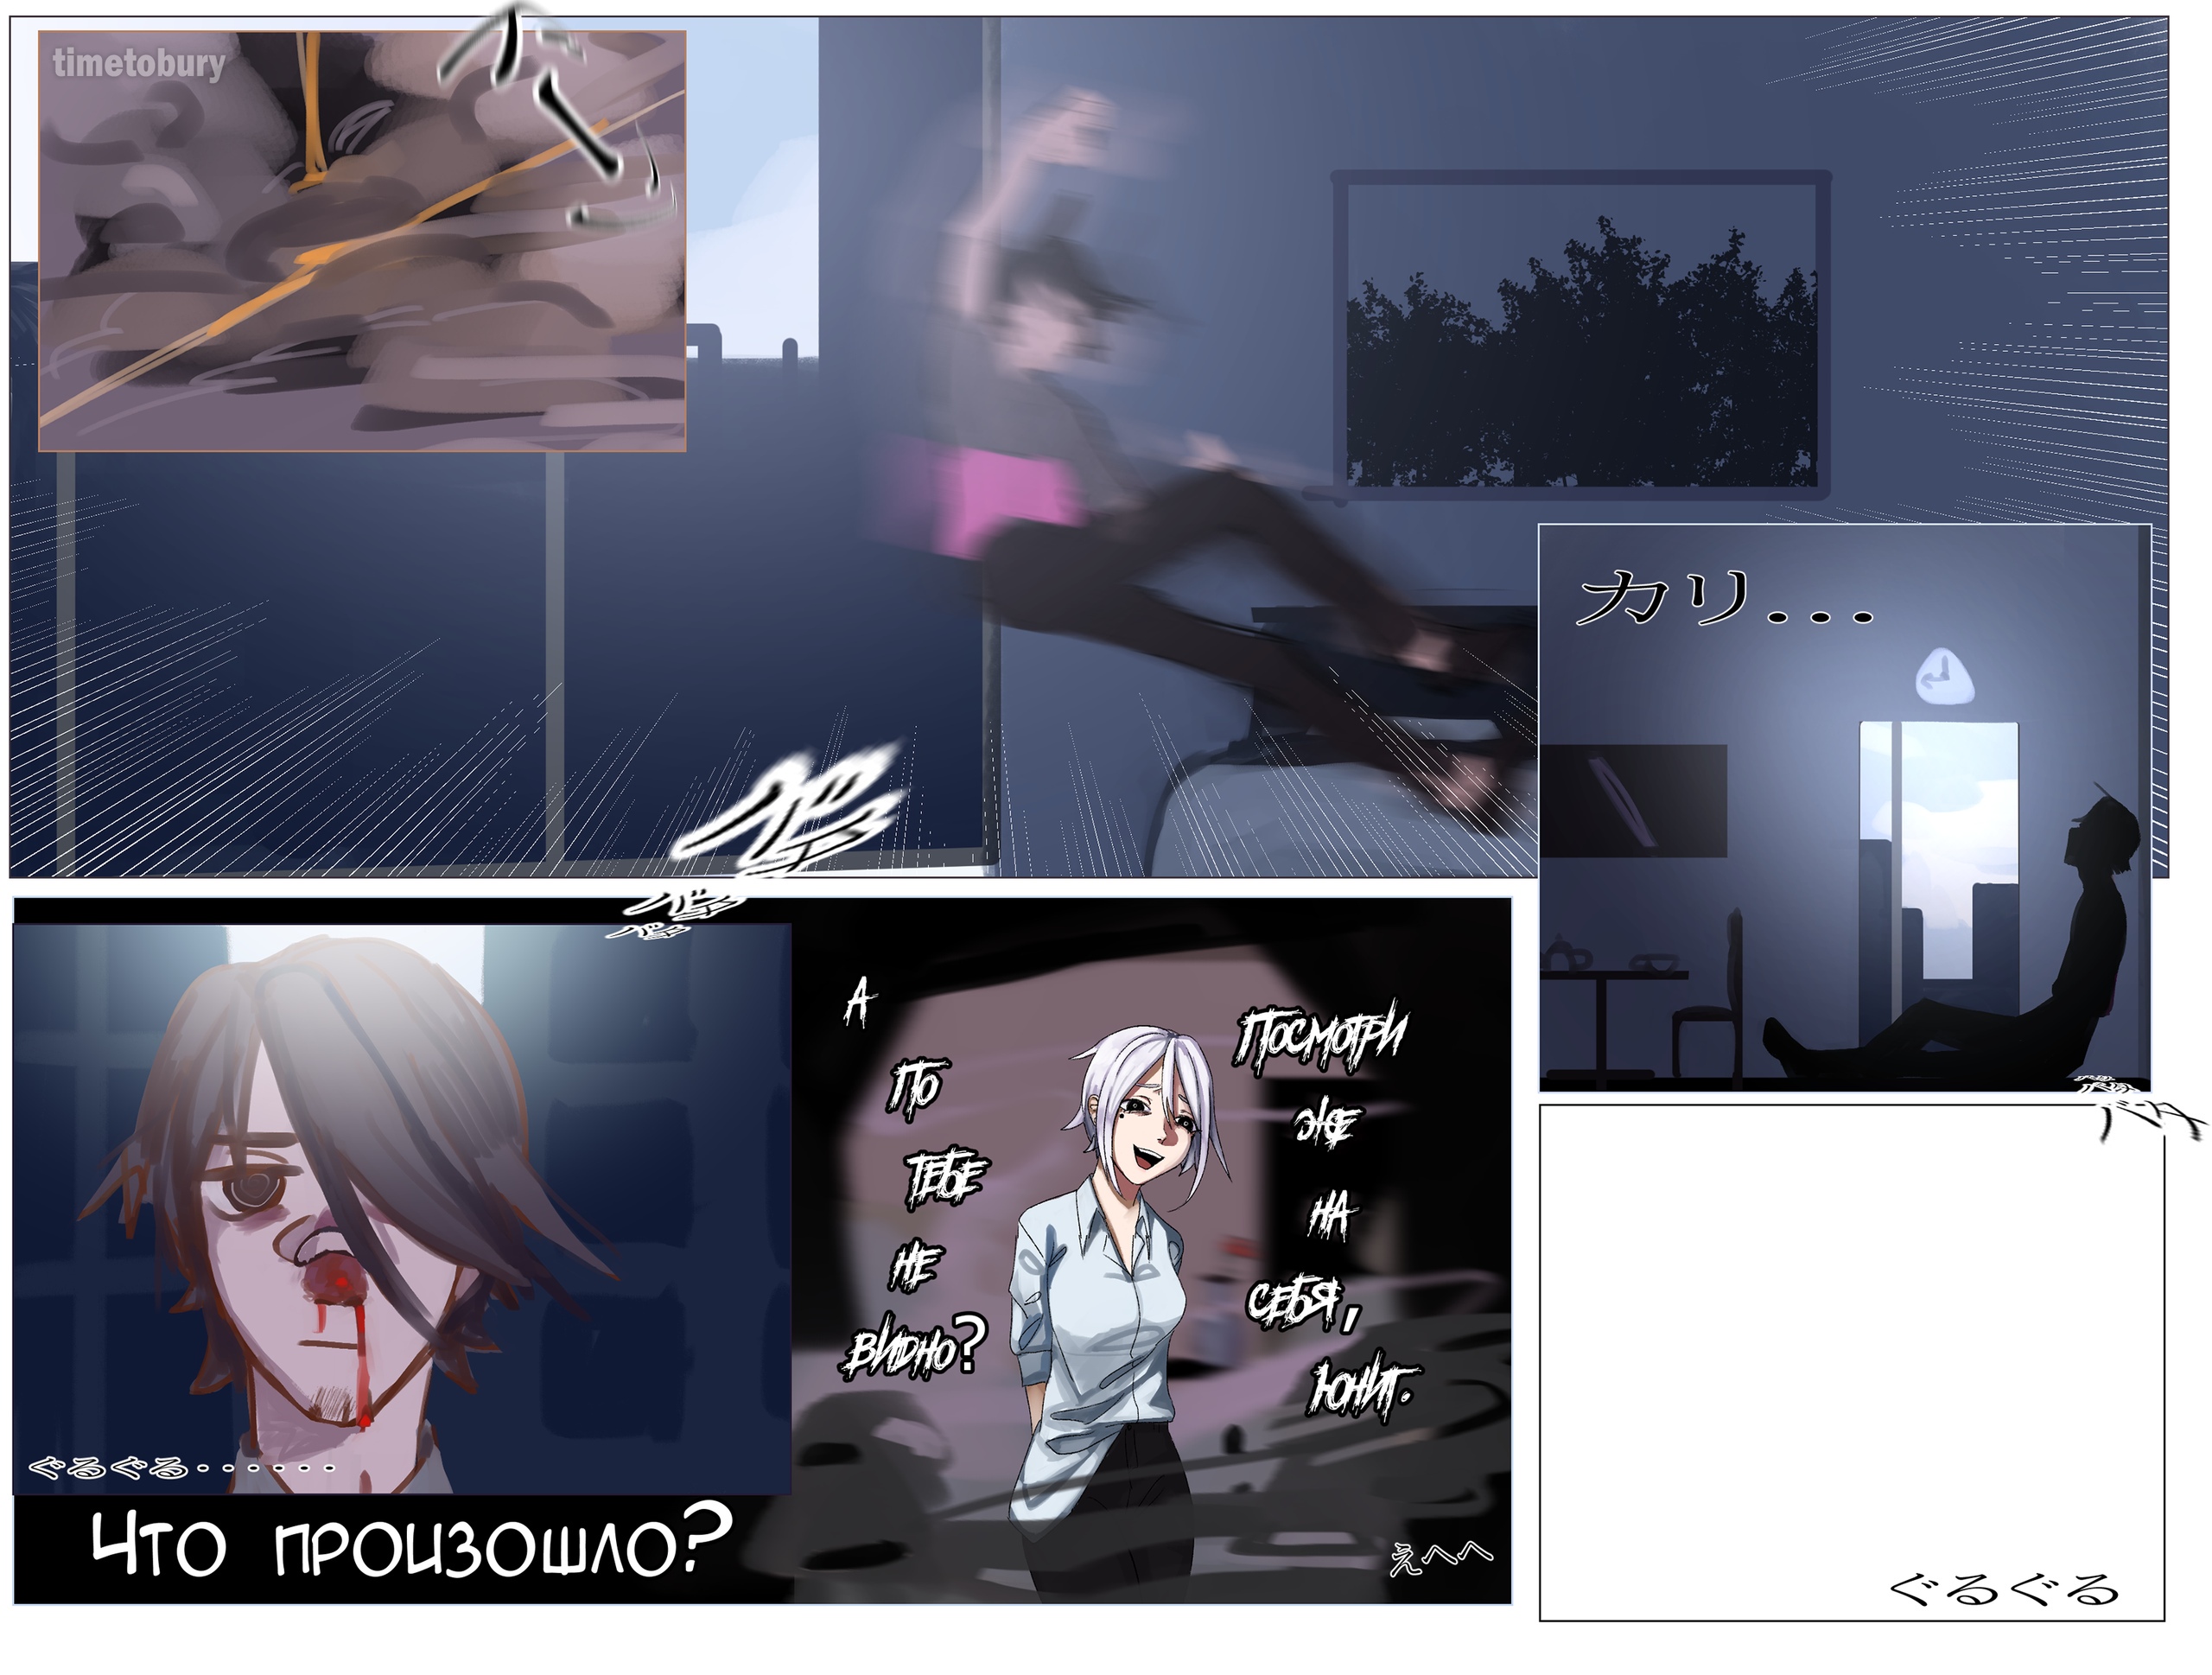 timetobury
カリ...
ぐるぐる・・・・・・
Что произошло?
А
по
тебе
не
видно?
Посмотри
же
на
себя,
Юнит.
えへへ
ぐるぐる